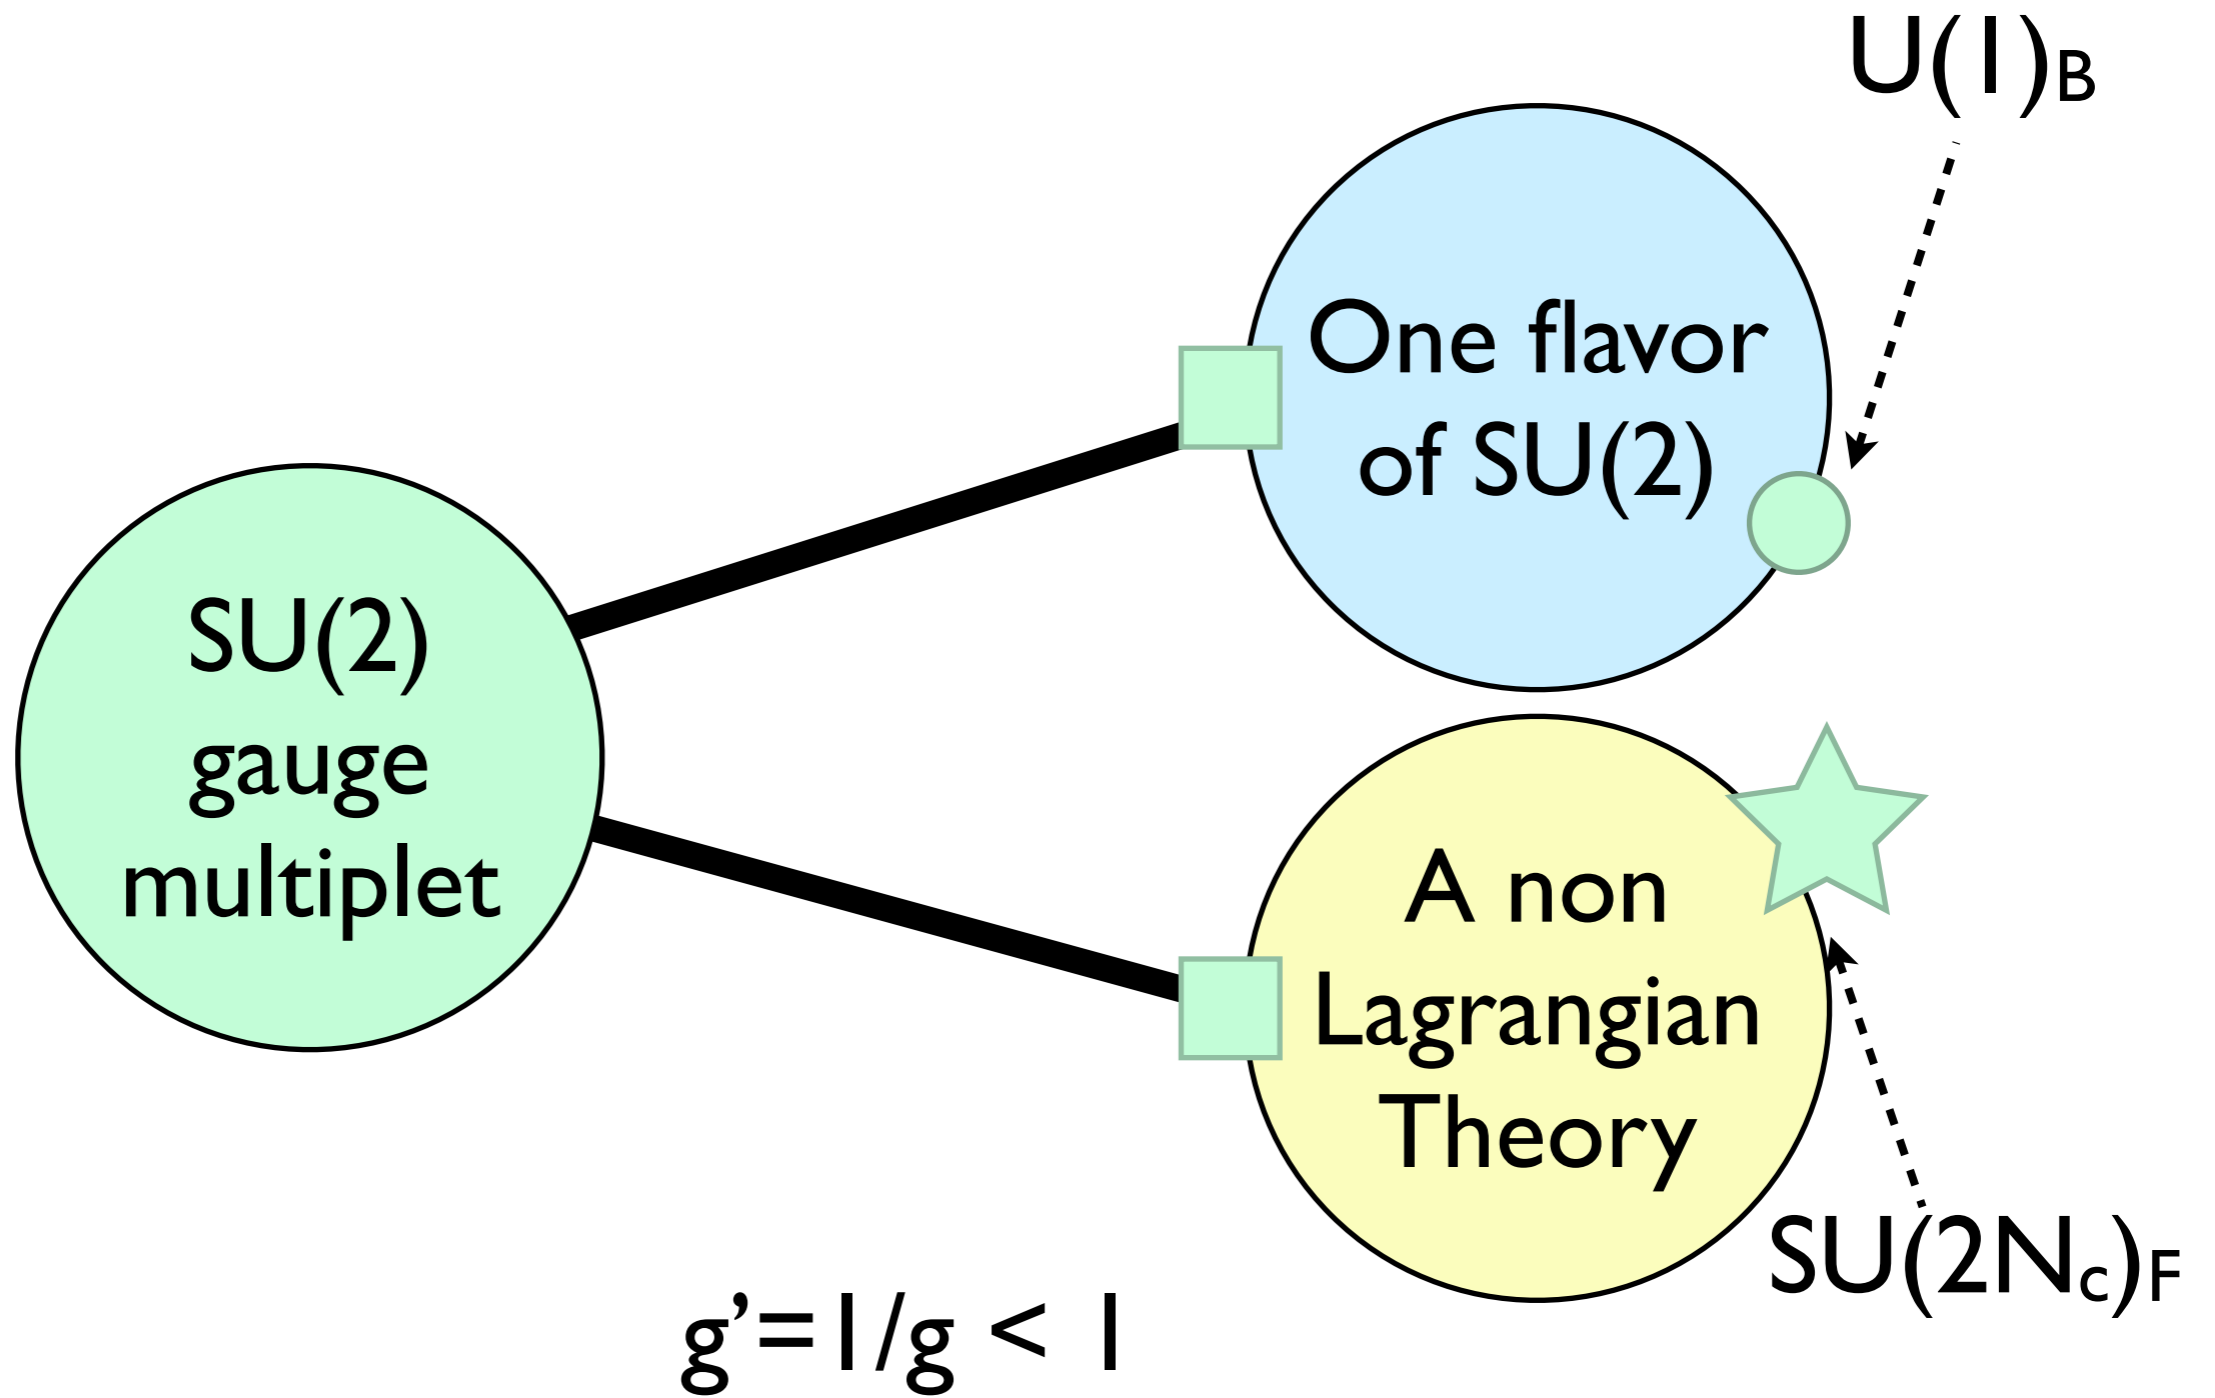 U(1)B
One flavor
of SU(2)
SU(2)
gauge
multiplet
A non
Lagrangian
Theory
SU(2Nc)F
g’=1/g < 1